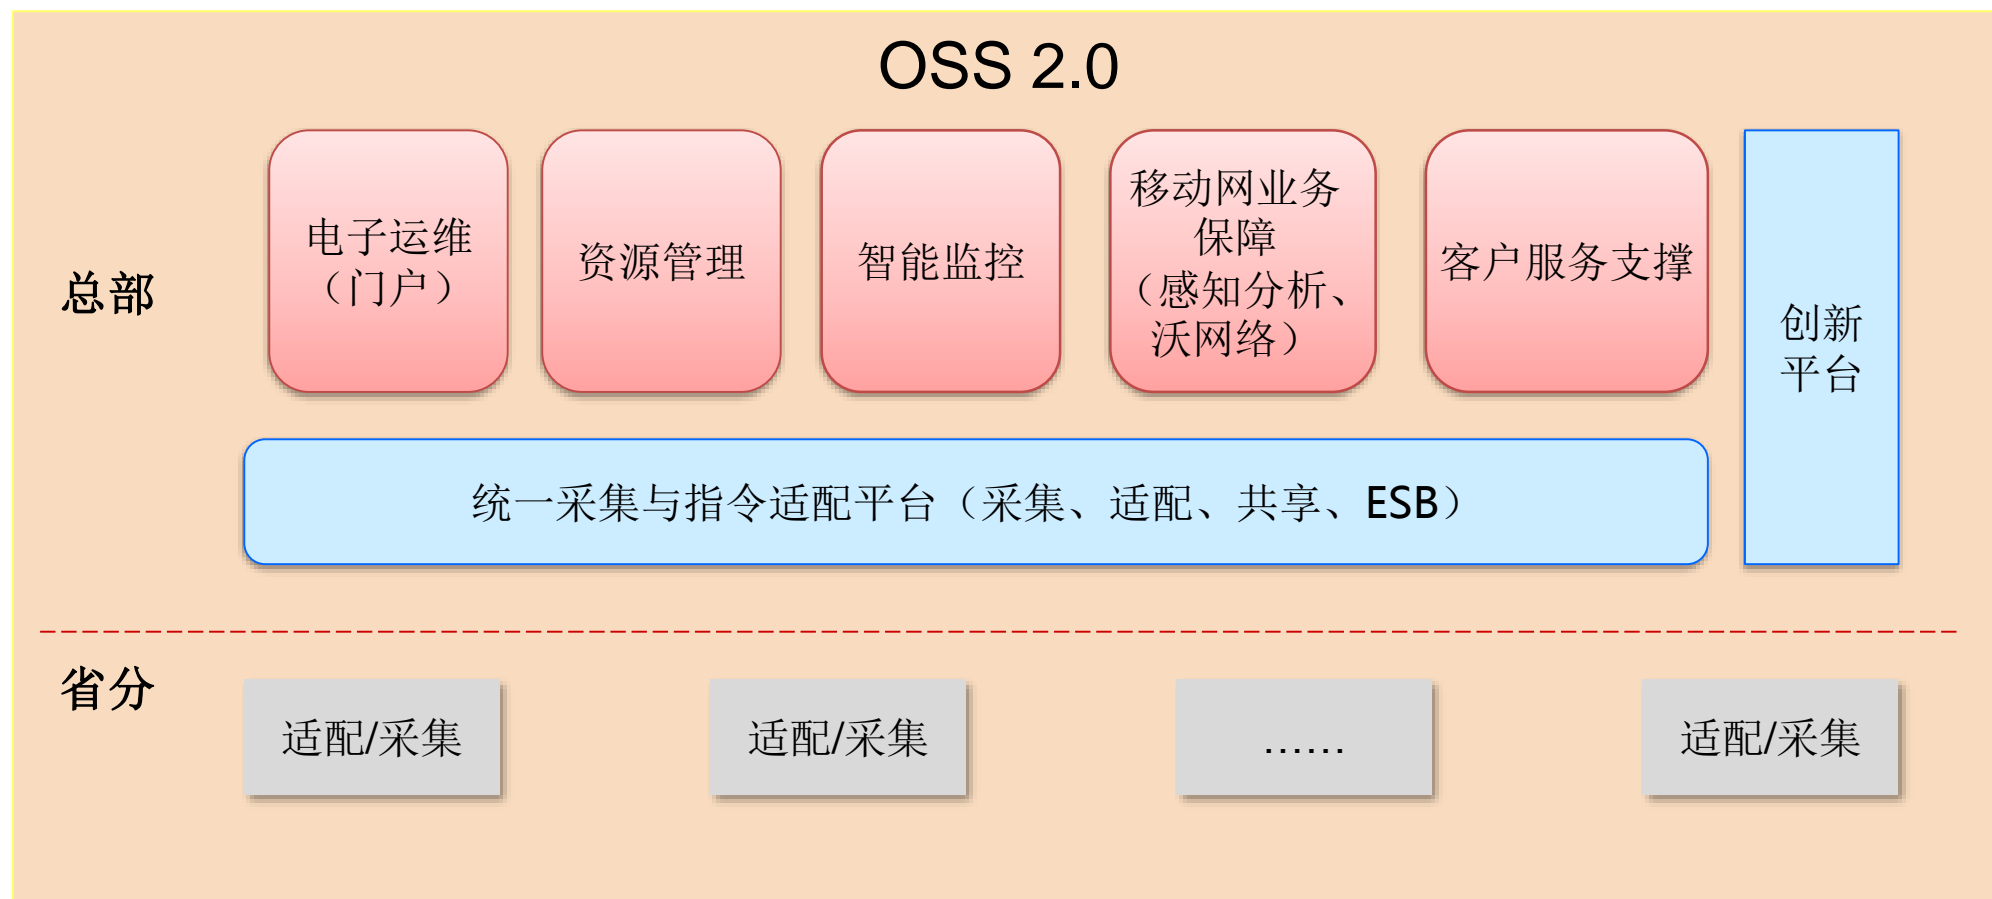 OSS 2.0
总部
电子运维
（门户）
资源管理
智能监控
移动网业务
保障
（感知分析、
沃网络）
客户服务支撑
创新
平台
统一采集与指令适配平台（采集、适配、共享、ESB）
省分
适配/采集
适配/采集
……
适配/采集